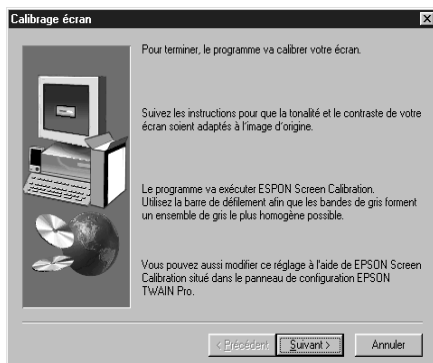 Calibrage écran
Pour terminer, le programme va calibrer votre écran.
Suivez les instructions pour que la tonalité et le contraste de votre
écran soient adaptés à l'image d'origine.
Le programme va exécuter ESPON Screen Calibration.
Utilisez la barre de défilement afin que les bandes de gris forment
un ensemble de gris le plus homogène possible.
Vous pouvez aussi modifier ce réglage à l'aide de EPSON Screen
Calibration situé dans le panneau de configuration EPSON
TWAIN Pro.
< Précédent Suivant > Annuler